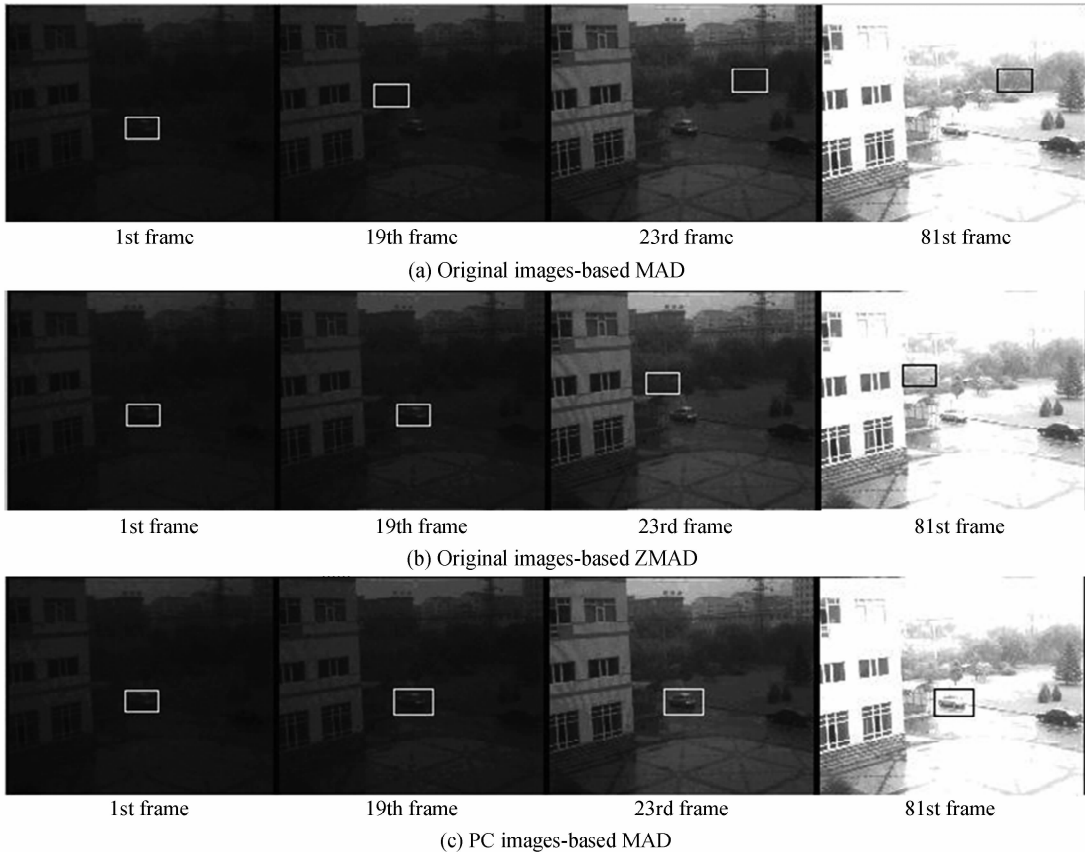 1st framc 19th framc 23rd framc 81st framc
(a) Original images-based MAD
1st frame 19th frame 23rd frame 81st frame
(b) Original images-based ZMAD
1st frame 19th frame 23rd frame 81st frame
(c) PC images-based MAD